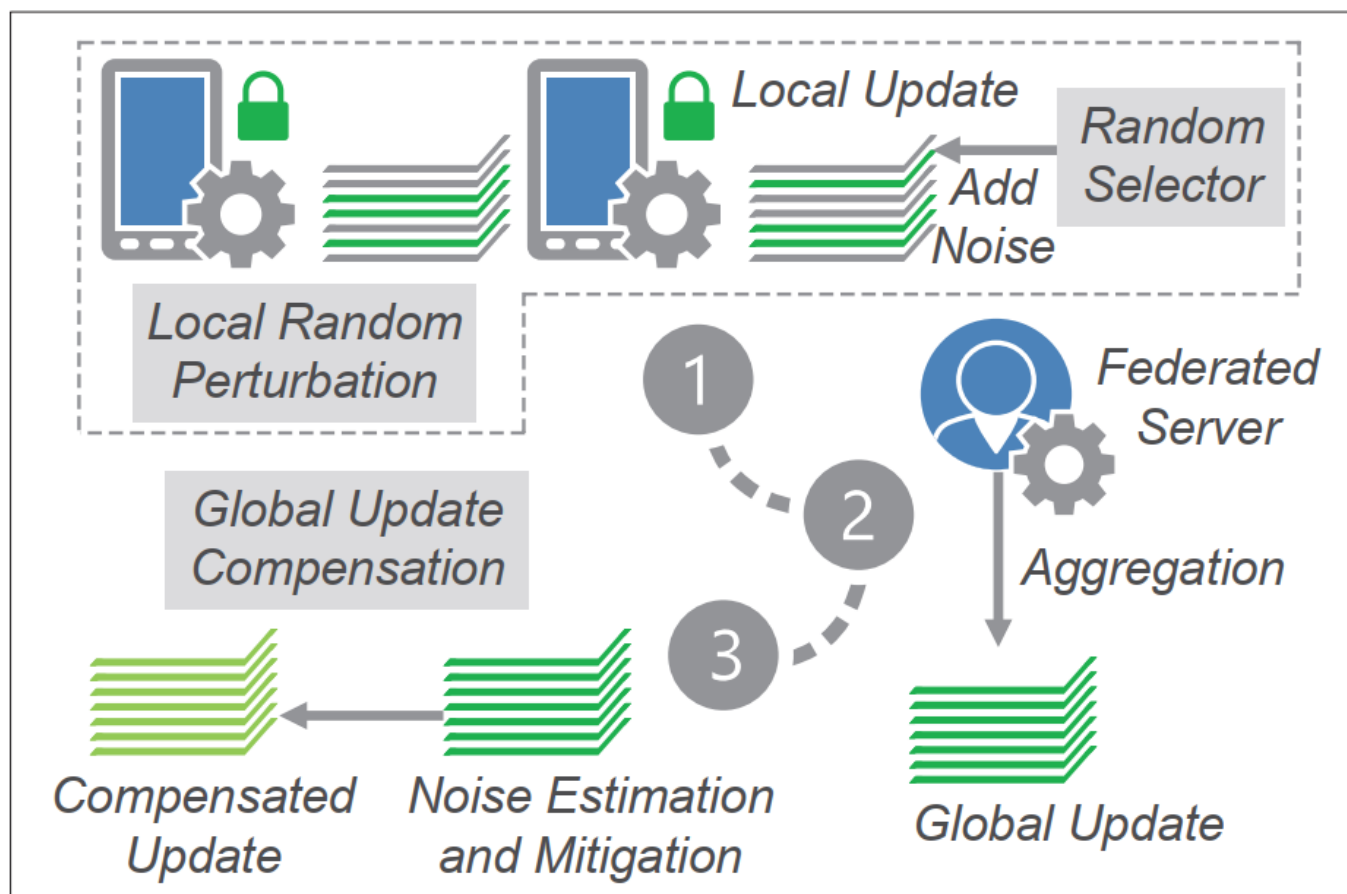 Local Update
Random
Selector
Add
Noise
Local Random
Perturbation
1
Federated
Server
2
Aggregation
Global Update
Compensation
3
Global Update
Compensated
Update
Noise Estimation
and Mitigation